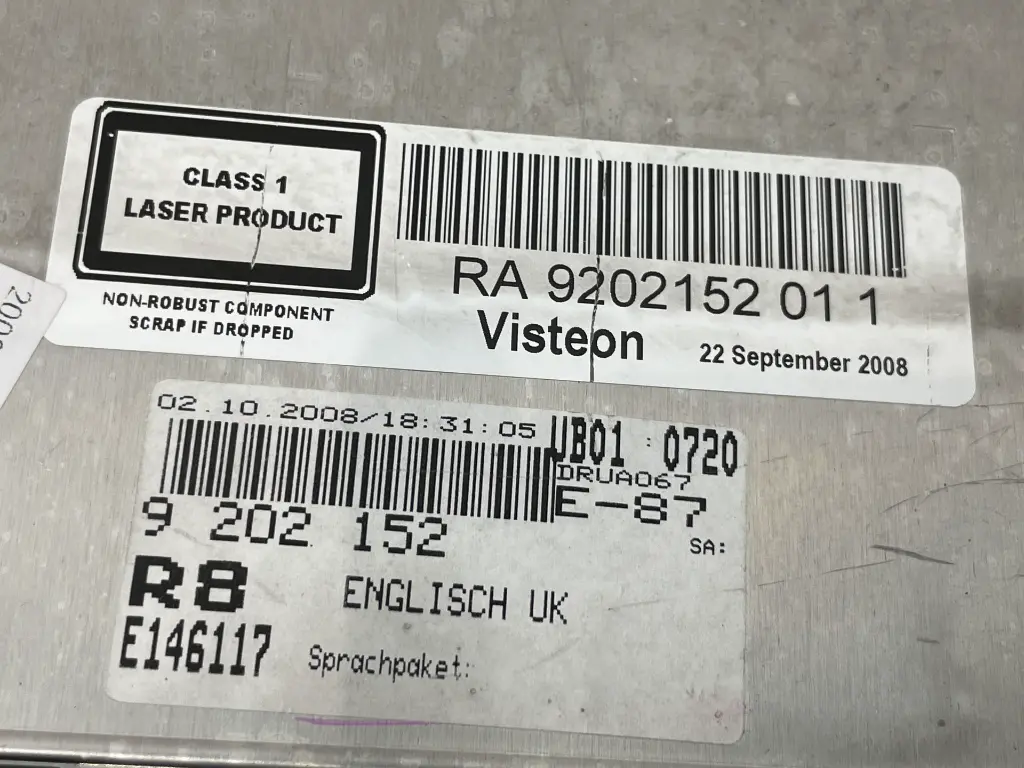 CLASS 1
LASER PRODUCT
NON-ROBUST COMPONENT
SCRAP IF DROPPED
RA 9202152 01 1
Visteon
22 September 2008
02.10.2008/18:31:05
UB01 : 0720
DRUA067
E-87
9 202 152
SA:
R8
ENGLISCH UK
E146117
Sprachpaket: